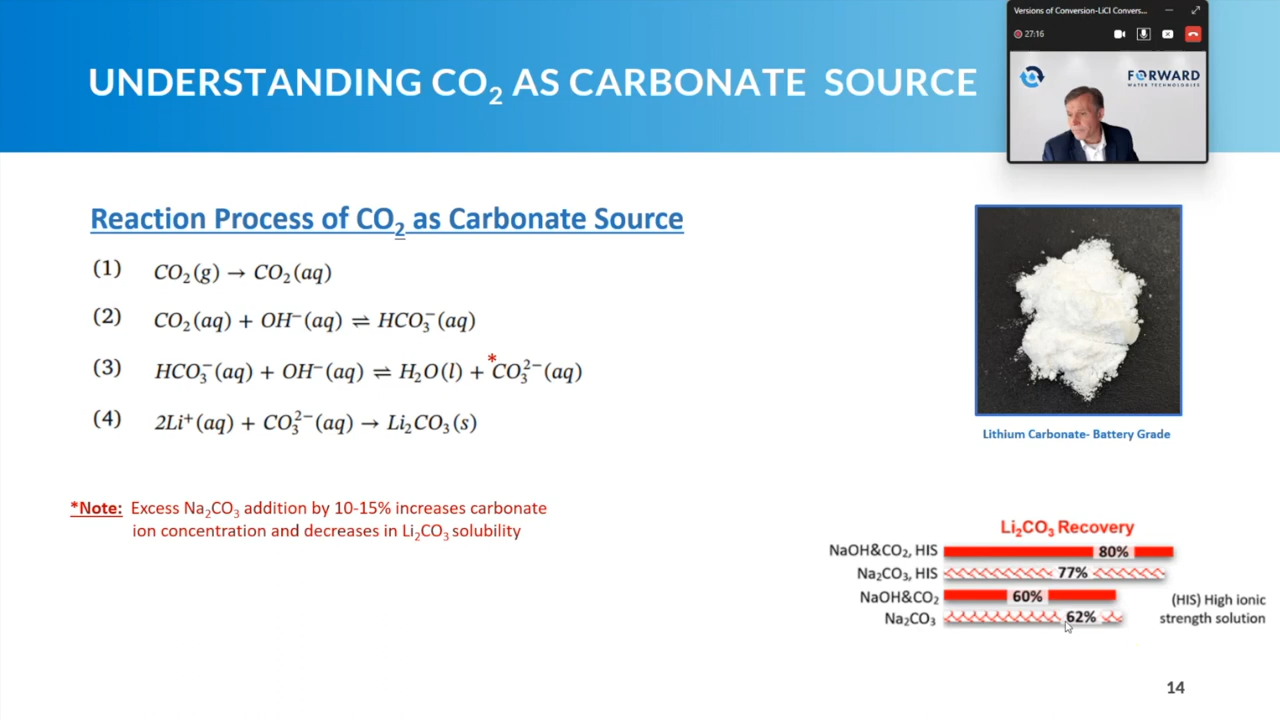 Versions of Conversion-LiCl Convers...
27:16
FORWARD
WATER TECHNOLOGIES
UNDERSTANDING CO₂ AS CARBONATE SOURCE
Reaction Process of CO₂ as Carbonate Source
(1) CO₂(g) → CO₂(aq)
(2) CO₂(aq) + OH⁻(aq) ⇌ HCO₃⁻(aq)
(3) HCO₃⁻(aq) + OH⁻(aq) ⇌ H₂O(l) + *CO₃²⁻(aq)
(4) 2Li⁺(aq) + CO₃²⁻(aq) → Li₂CO₃(s)
Lithium Carbonate- Battery Grade
*Note: Excess Na₂CO₃ addition by 10-15% increases carbonate
ion concentration and decreases in Li₂CO₃ solubility
Li₂CO₃ Recovery
NaOH&CO₂, HIS 80%
Na₂CO₃, HIS 77%
NaOH&CO₂ 60%
Na₂CO₃ 62%
(HIS) High ionic
strength solution
14